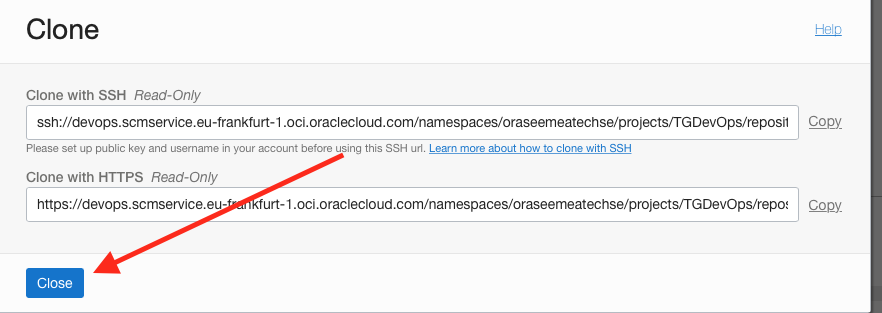 Clone
Help
Clone with SSH Read-Only
ssh://devops.scmservice.eu-frankfurt-1.oci.oraclecloud.com/namespaces/oraseemeatechse/projects/TGDevOps/reposit
Copy
Please set up public key and username in your account before using this SSH url. Learn more about how to clone with SSH
Clone with HTTPS Read-Only
https://devops.scmservice.eu-frankfurt-1.oci.oraclecloud.com/namespaces/oraseemeatechse/projects/TGDevOps/repos
Copy
Close